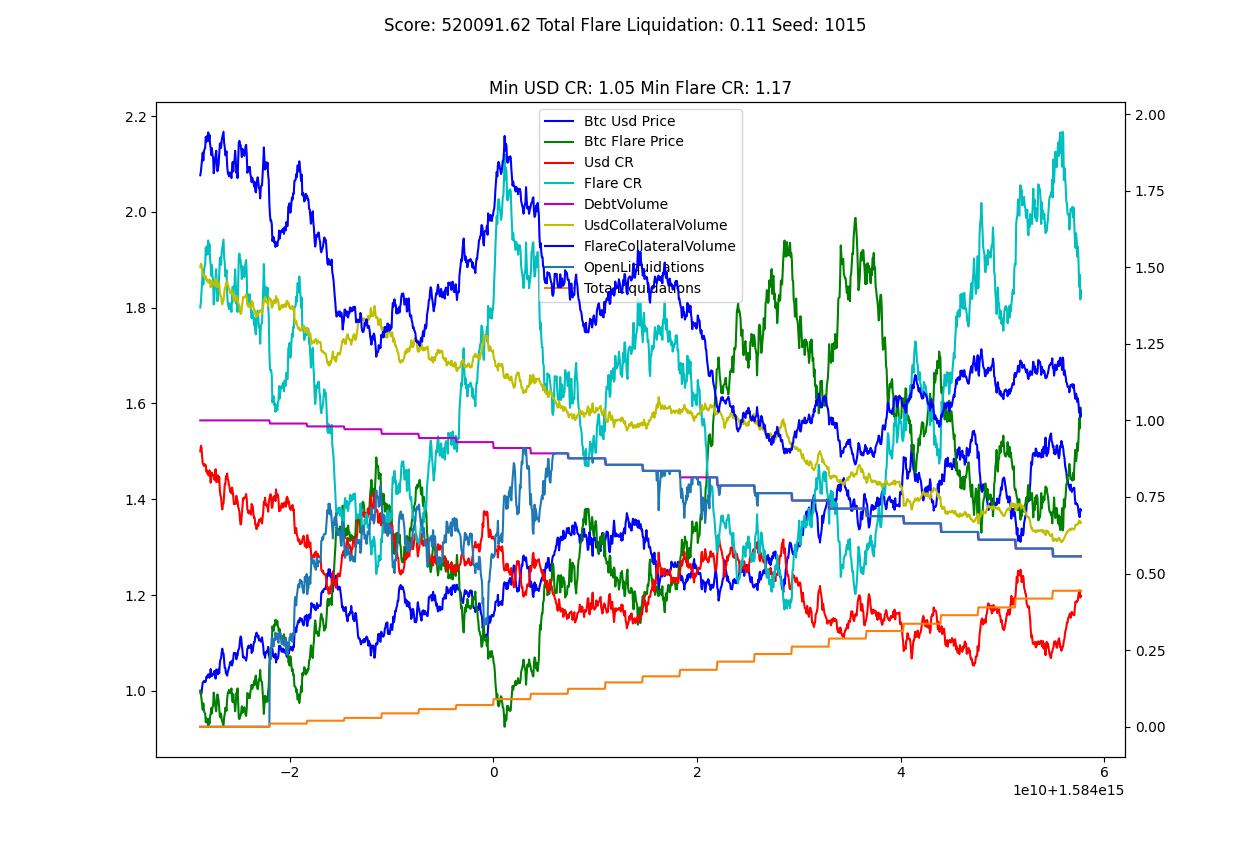 Score: 520091.62 Total Flare Liquidation: 0.11 Seed: 1015
Min USD CR: 1.05 Min Flare CR: 1.17
2.2
2.0
1.8
1.6
1.4
1.2
1.0
Btc Usd Price
Btc Flare Price
Usd CR
Flare CR
DebtVolume
UsdCollateralVolume
FlareCollateralVolume
OpenLiquidations
TotalLiquidations
2.00
1.75
1.50
1.25
1.00
0.75
0.50
0.25
0.00
−2 0 2 4 6
1e10+1.584e15